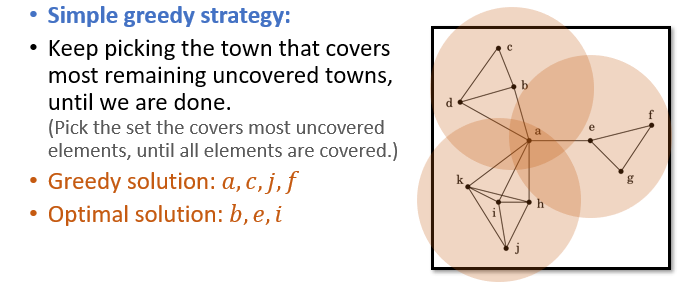 • Simple greedy strategy:
• Keep picking the town that covers
most remaining uncovered towns,
until we are done.
(Pick the set the covers most uncovered
elements, until all elements are covered.)
• Greedy solution: a, c, j, f
• Optimal solution: b, e, i
c
b
d
f
a
e
g
k
i
h
j